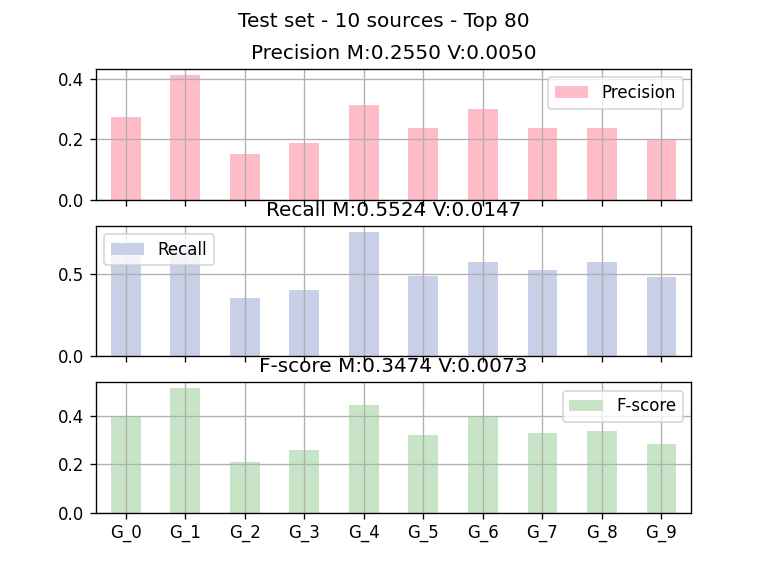 Test set - 10 sources - Top 80
Precision M:0.2550 V:0.0050
0.4
0.2
0.0
Precision
Recall M:0.5524 V:0.0147
0.5
0.0
Recall
F-score M:0.3474 V:0.0073
0.4
0.2
0.0
F-score
G_0 G_1 G_2 G_3 G_4 G_5 G_6 G_7 G_8 G_9